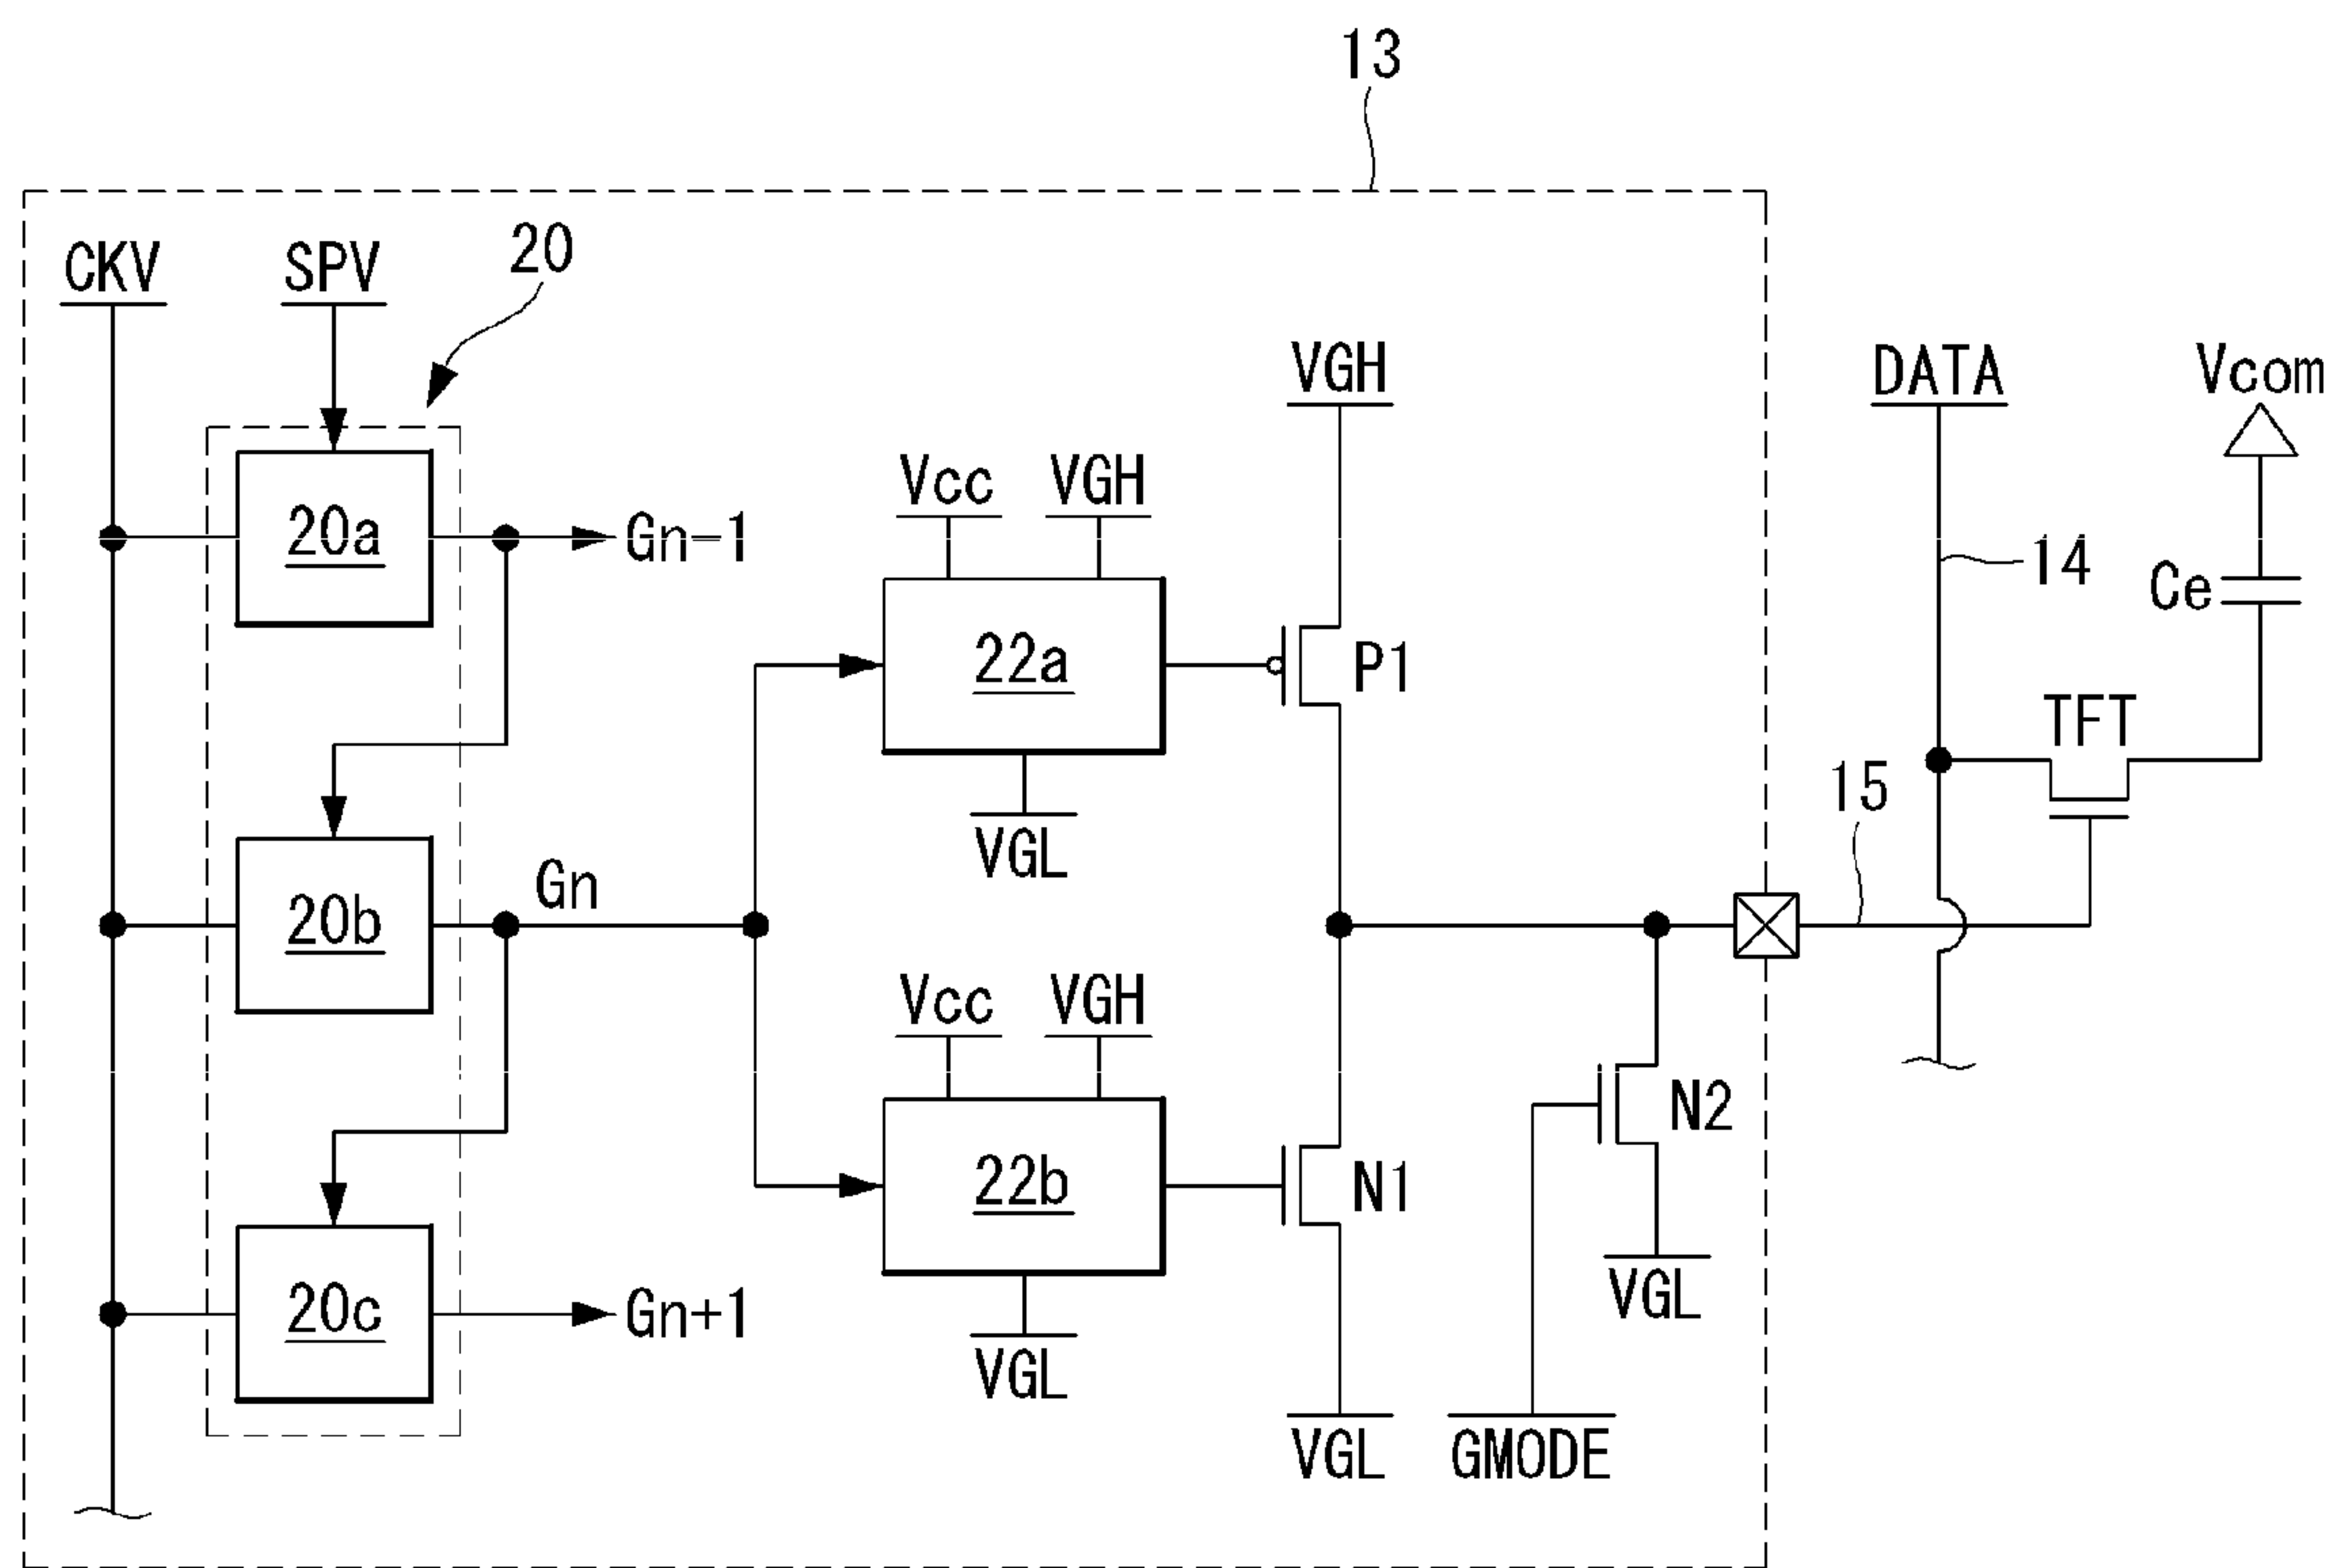 13
CKV
SPV
20
VGH
DATA
Vcom
Vcc
VGH
20a
Gn-1
14
Ce
22a
P1
TFT
15
VGL
Gn
20b
Vcc
VGH
N2
22b
N1
20c
Gn+1
VGL
VGL
VGL
GMODE